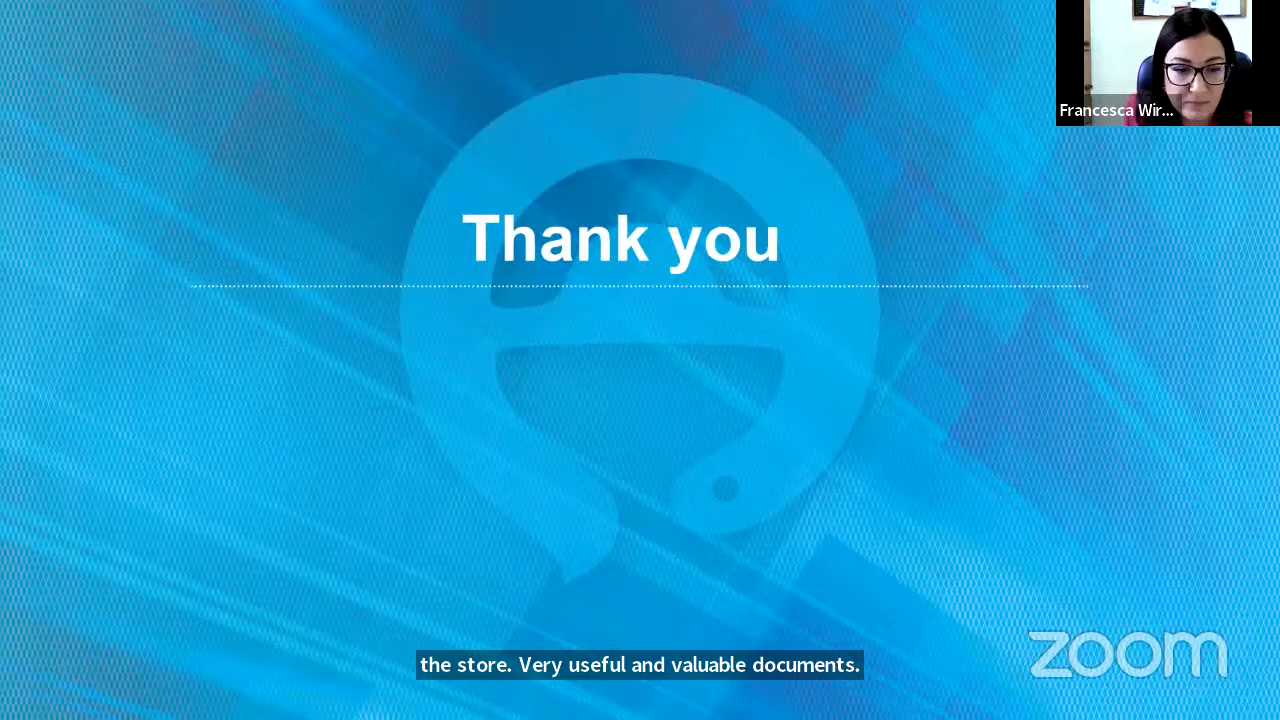 Francesca Wir...
Thank you
the store. Very useful and valuable documents.
zoom